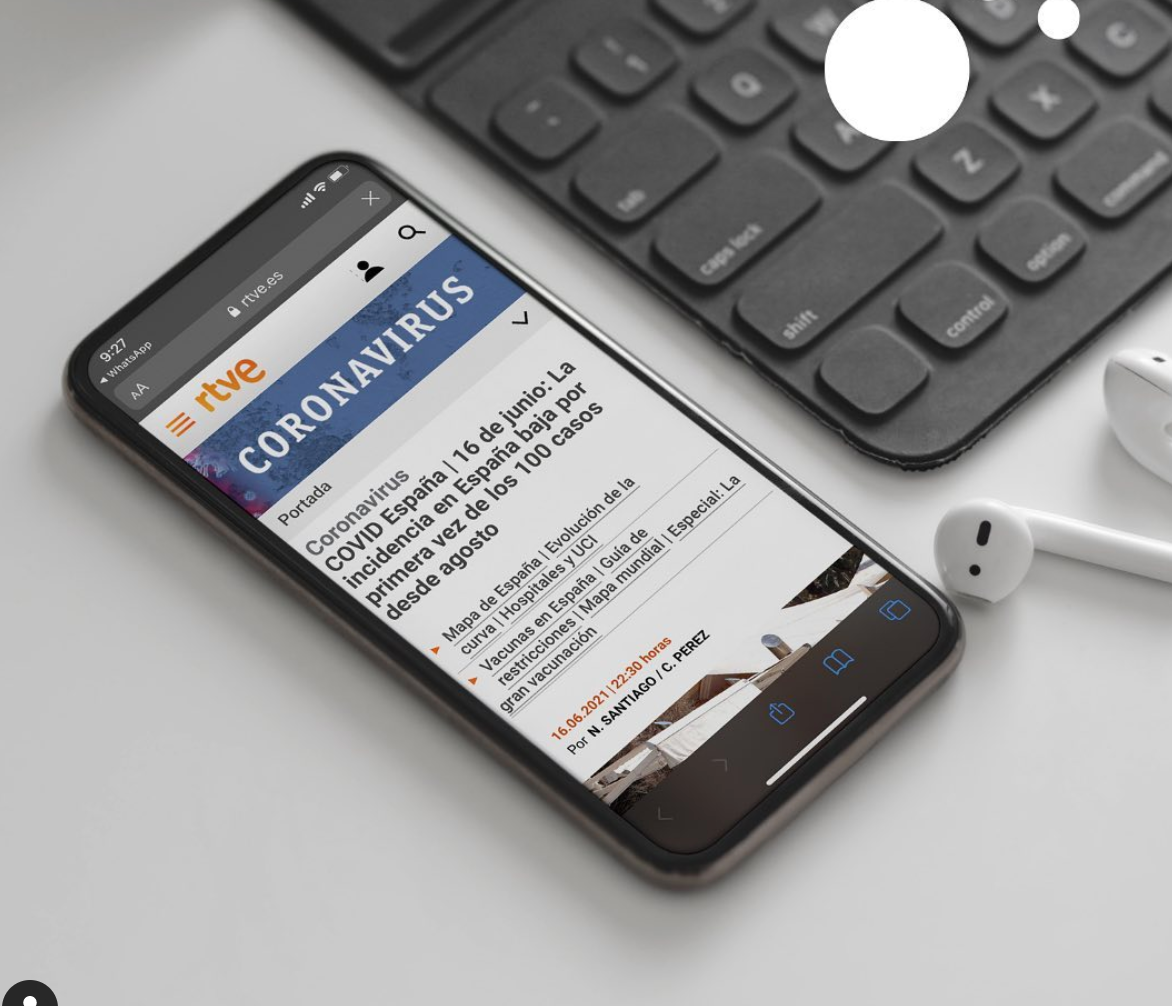 9:27
WhatsApp
AA
rtve.es
rtve
CORONAVIRUS
Portada
Coronavirus
COVID España | 16 de junio: La
incidencia en España baja por
primera vez de los 100 casos
desde agosto
Mapa de España | Evolución de la
curva | Hospitales y UCI
Vacunas en España | Guía de
restricciones | Mapa mundial | Especial: La
gran vacunación
16.06.2021 | 22:30 horas
Por N. SANTIAGO / C. PEREZ
Q
W
D
C
A
Z
X
tab
caps lock
shift
control
option
command